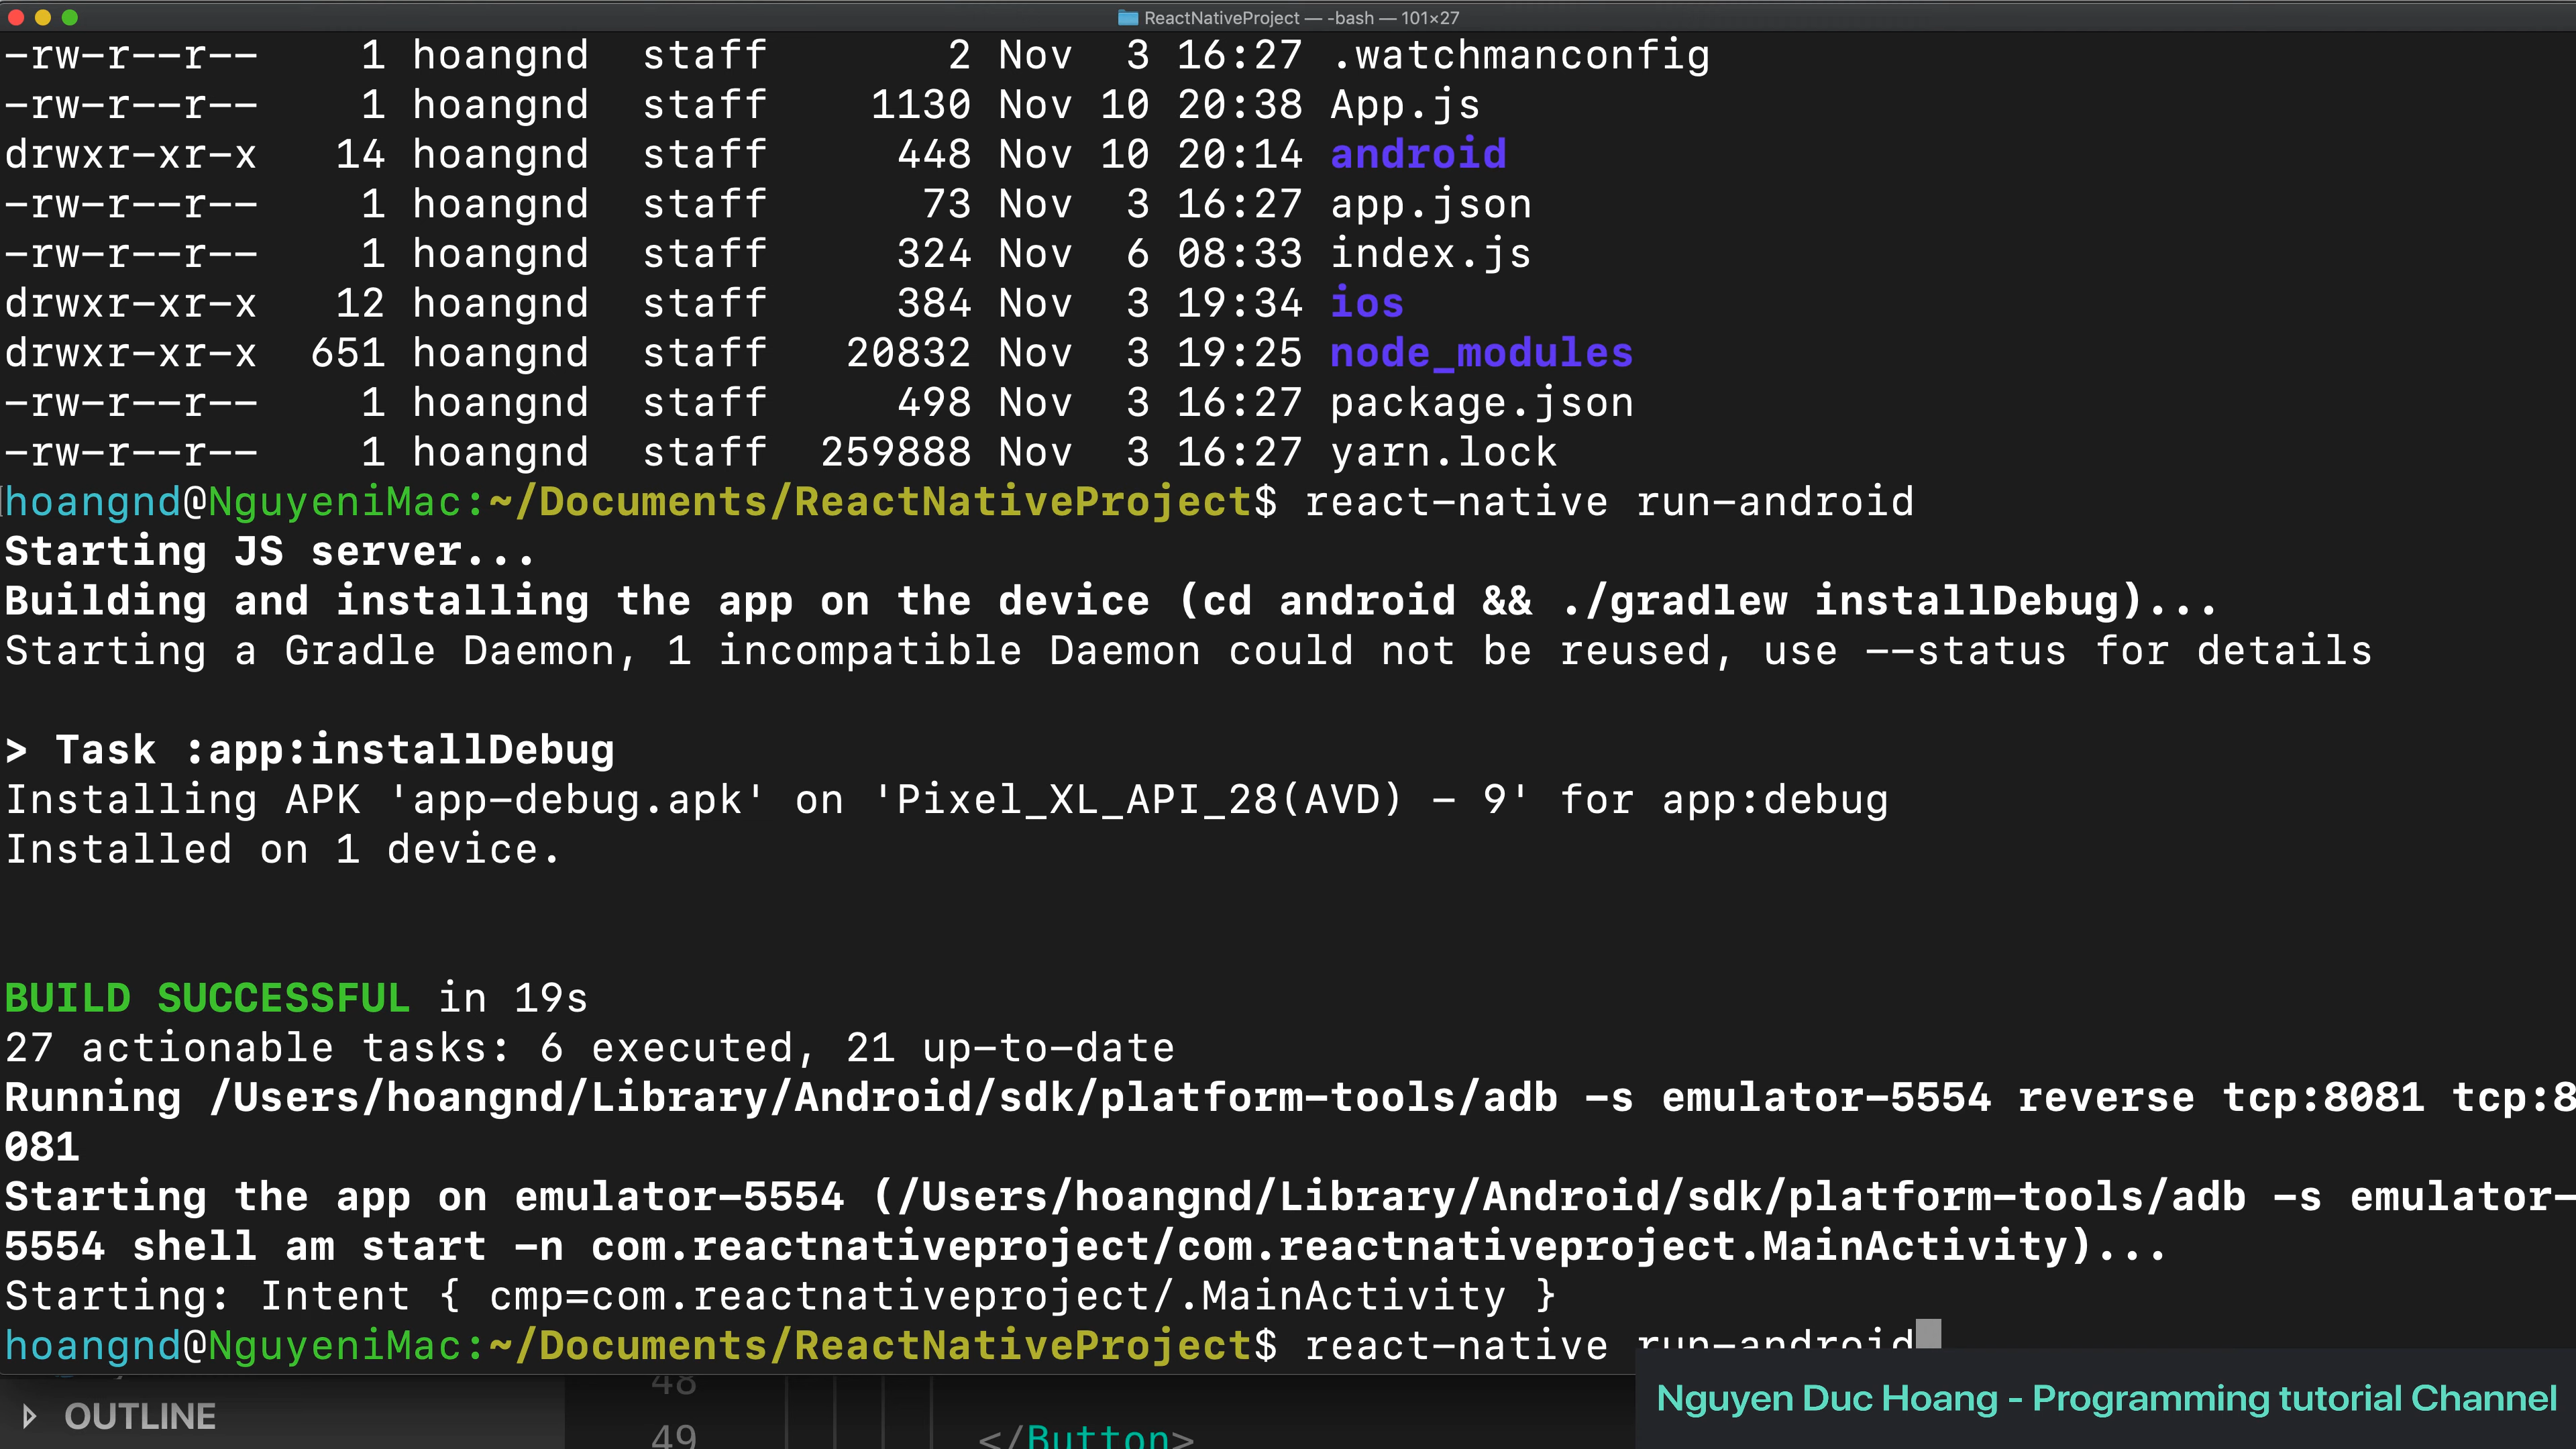 ReactNativeProject — -bash — 101×27
-rw-r--r--    1 hoangnd  staff       2 Nov  3 16:27 .watchmanconfig
-rw-r--r--    1 hoangnd  staff    1130 Nov 10 20:38 App.js
drwxr-xr-x   14 hoangnd  staff     448 Nov 10 20:14 android
-rw-r--r--    1 hoangnd  staff      73 Nov  3 16:27 app.json
-rw-r--r--    1 hoangnd  staff     324 Nov  6 08:33 index.js
drwxr-xr-x   12 hoangnd  staff     384 Nov  3 19:34 ios
drwxr-xr-x  651 hoangnd  staff   20832 Nov  3 19:25 node_modules
-rw-r--r--    1 hoangnd  staff     498 Nov  3 16:27 package.json
-rw-r--r--    1 hoangnd  staff  259888 Nov  3 16:27 yarn.lock
hoangnd@NguyeniMac:~/Documents/ReactNativeProject$ react-native run-android
Starting JS server...
Building and installing the app on the device (cd android && ./gradlew installDebug)...
Starting a Gradle Daemon, 1 incompatible Daemon could not be reused, use --status for details
> Task :app:installDebug
Installing APK 'app-debug.apk' on 'Pixel_XL_API_28(AVD) - 9' for app:debug
Installed on 1 device.
BUILD SUCCESSFUL in 19s
27 actionable tasks: 6 executed, 21 up-to-date
Running /Users/hoangnd/Library/Android/sdk/platform-tools/adb -s emulator-5554 reverse tcp:8081 tcp:8
081
Starting the app on emulator-5554 (/Users/hoangnd/Library/Android/sdk/platform-tools/adb -s emulator-
5554 shell am start -n com.reactnativeproject/com.reactnativeproject.MainActivity)...
Starting: Intent { cmp=com.reactnativeproject/.MainActivity }
hoangnd@NguyeniMac:~/Documents/ReactNativeProject$ react-native run-android
48
Nguyen Duc Hoang - Programming tutorial Channel
OUTLINE
49 </Button>